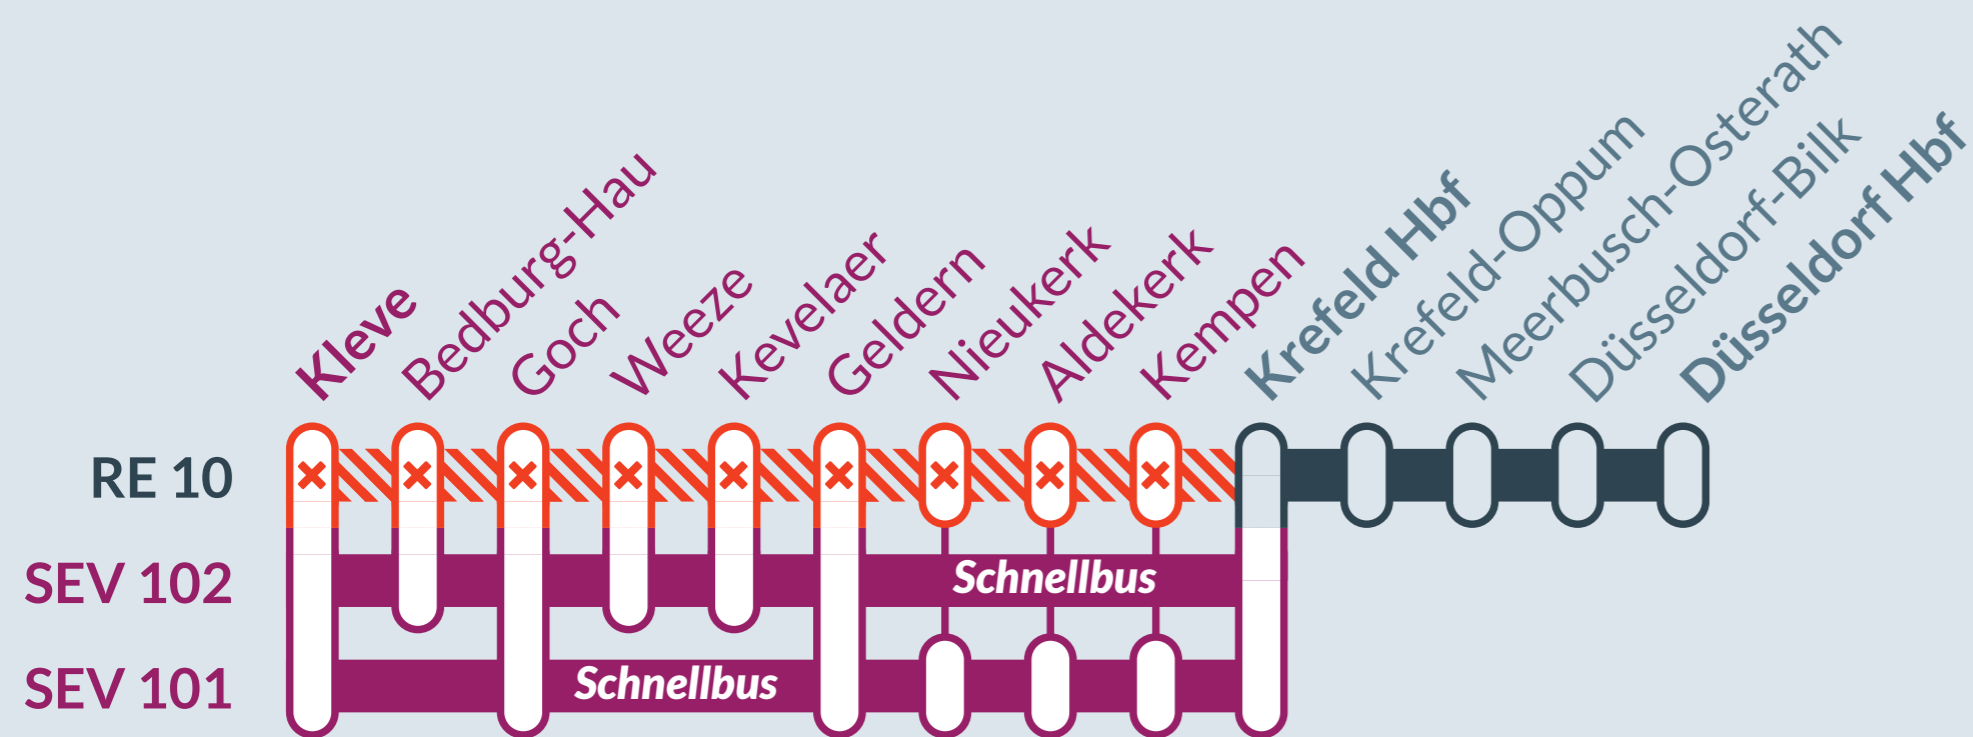 Kleve
Bedburg-Hau
Goch
Weeze
Kevelaer
Geldern
Nieukerk
Aldekerk
Kempen
Krefeld Hbf
Krefeld-Oppum
Meerbusch-Osterath
Düsseldorf-Bilk
Düsseldorf Hbf
RE 10
SEV 102
Schnellbus
SEV 101
Schnellbus